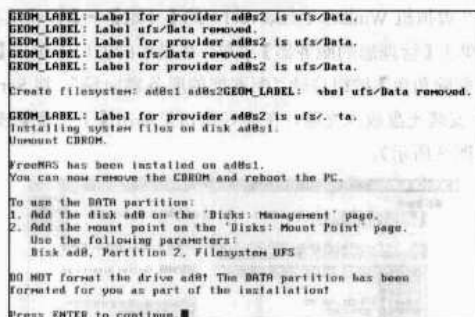 GEOM_LABEL: Label for provider ad0s2 is ufs/Data.
GEOM_LABEL: Label ufs/Data removed.
GEOM_LABEL: Label for provider ad0s2 is ufs/Data.
GEOM_LABEL: Label ufs/Data removed.
GEOM_LABEL: Label for provider ad0s2 is ufs/Data.
Create filesystem: ad0s1 ad0s2GEOM_LABEL: bel ufs/Data removed.
GEOM_LABEL: Label for provider ad0s2 is ufs/ ta.
Installing system files on disk ad0s1.
Unmount CDROM.
FreeNAS has been installed on ad0s1.
You can now remove the CDROM and reboot the PC.
To use the DATA partition:
1. Add the disk ad0 on the 'Disks: Management' page.
2. Add the mount point on the 'Disks: Mount Point' page.
Use the following parameters:
Disk ad0, Partition 2, Filesystem UFS
DO NOT format the drive ad0! The DATA partition has been
formated for you as part of the installation!
Press ENTER to continue.